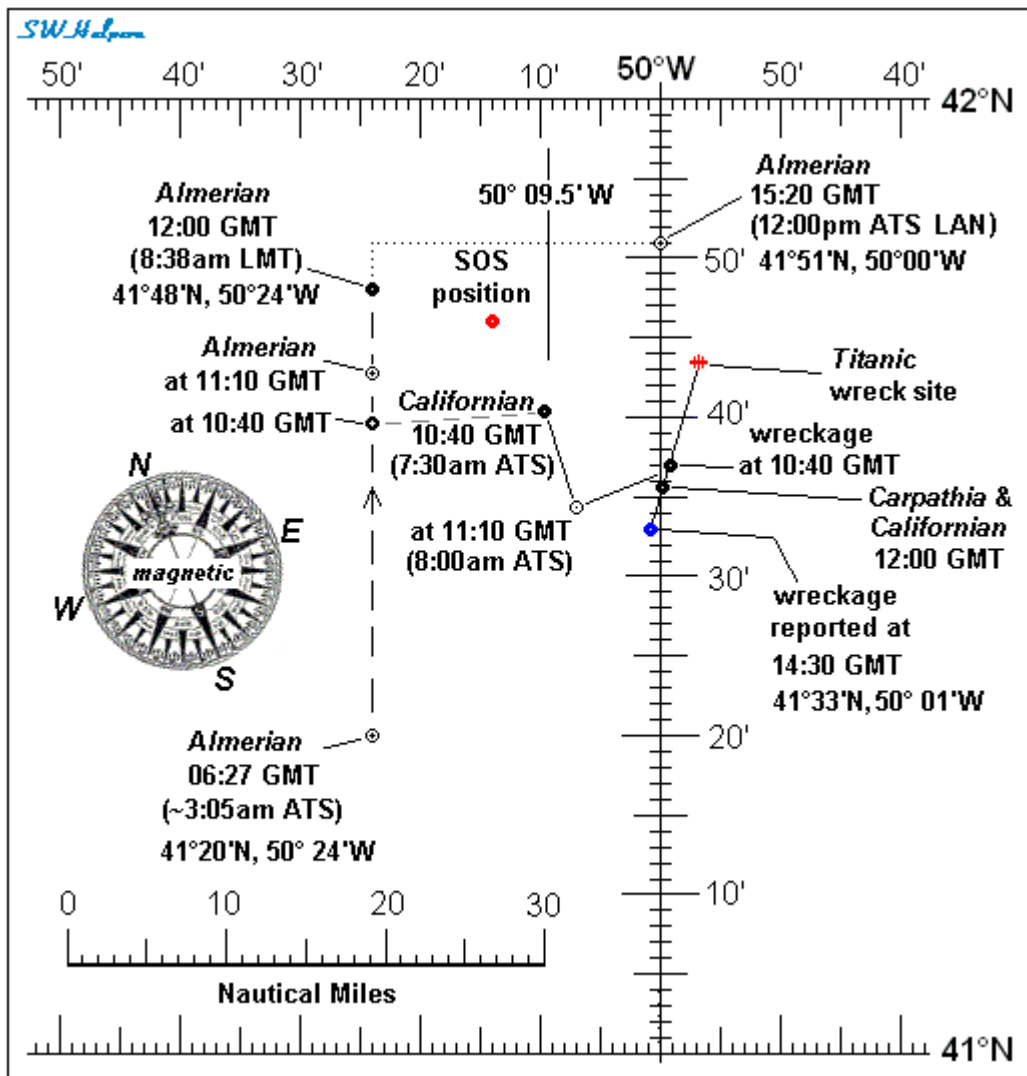 SWHalpern
50' 40' 30' 20' 10' 50°W 50' 40'
42°N
Almerian
12:00 GMT
(8:38am LMT)
41°48'N, 50°24'W
50° 09.5' W
Almerian
15:20 GMT
(12:00pm ATS LAN)
41°51'N, 50°00'W
50'
SOS
position
Almerian
at 11:10 GMT
at 10:40 GMT
Californian
10:40 GMT
(7:30am ATS)
40'
Titanic
wreck site
wreckage
at 10:40 GMT
Carpathia &
Californian
12:00 GMT
at 11:10 GMT
(8:00am ATS)
30'
wreckage
reported at
14:30 GMT
41°33'N, 50° 01'W
N
E
magnetic
W
S
20'
Almerian
06:27 GMT
(~3:05am ATS)
41°20'N, 50° 24'W
10'
0 10 20 30
Nautical Miles
41°N